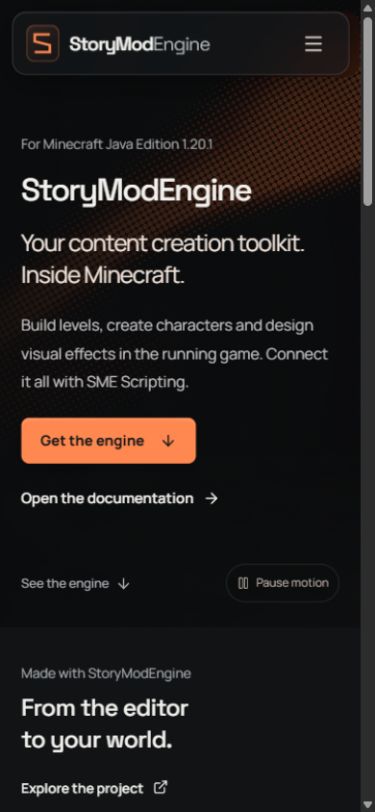 StoryModEngine
For Minecraft Java Edition 1.20.1
StoryModEngine
Your content creation toolkit.
Inside Minecraft.
Build levels, create characters and design
visual effects in the running game. Connect
it all with SME Scripting.
Get the engine
Open the documentation
See the engine
Pause motion
Made with StoryModEngine
From the editor
to your world.
Explore the project